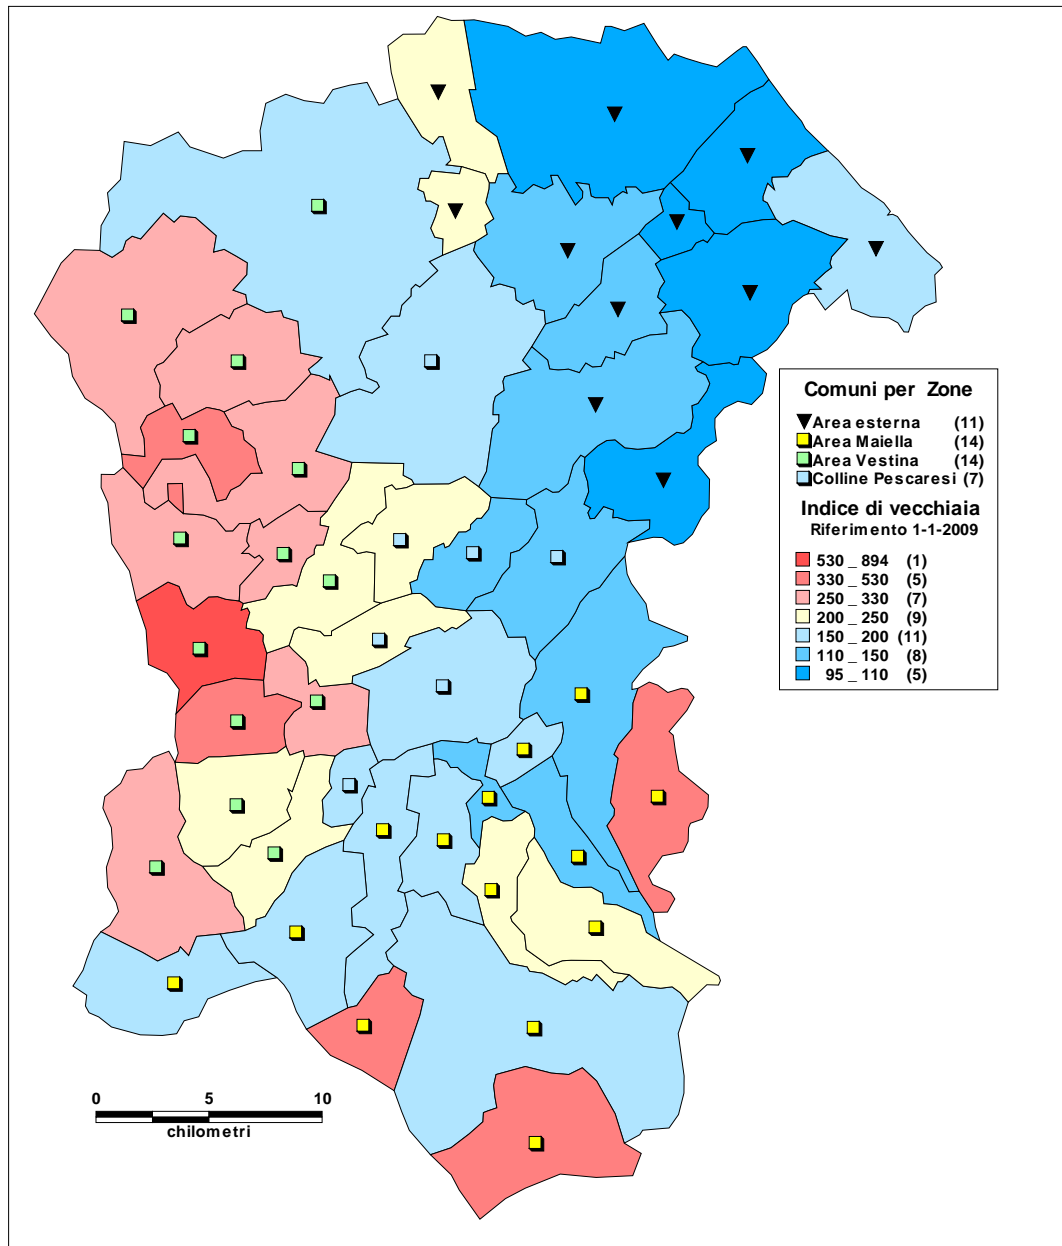 Comuni per Zone
Area esterna (11)
Area Maiella (14)
Area Vestina (14)
Colline Pescaresi (7)
Indice di vecchiaia
Riferimento 1-1-2009
530 _ 894 (1)
330 _ 530 (5)
250 _ 330 (7)
200 _ 250 (9)
150 _ 200 (11)
110 _ 150 (8)
95 _ 110 (5)
0 5 10
chilometri